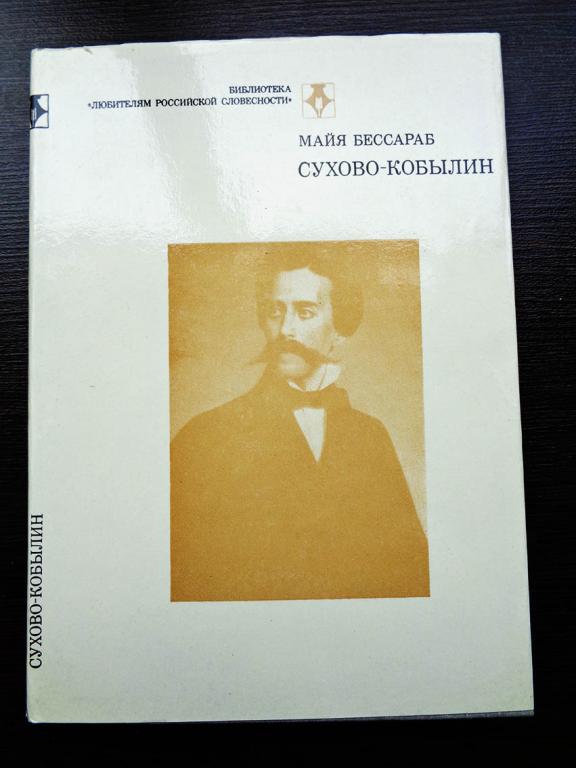 БИБЛИОТЕКА
«ЛЮБИТЕЛЯМ РОССИЙСКОЙ СЛОВЕСНОСТИ»
МАЙЯ БЕССАРАБ
СУХОВО-КОБЫЛИН
СУХОВО-КОБЫЛИН